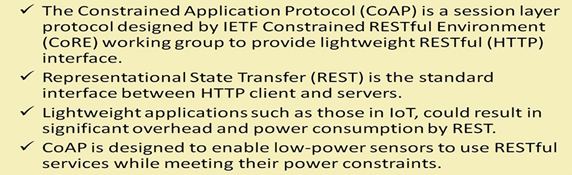 ✓ The Constrained Application Protocol (CoAP) is a session layer
protocol designed by IETF Constrained RESTful Environment
(CoRE) working group to provide lightweight RESTful (HTTP)
interface.
✓ Representational State Transfer (REST) is the standard
interface between HTTP client and servers.
✓ Lightweight applications such as those in IoT, could result in
significant overhead and power consumption by REST.
✓ CoAP is designed to enable low-power sensors to use RESTful
services while meeting their power constraints.